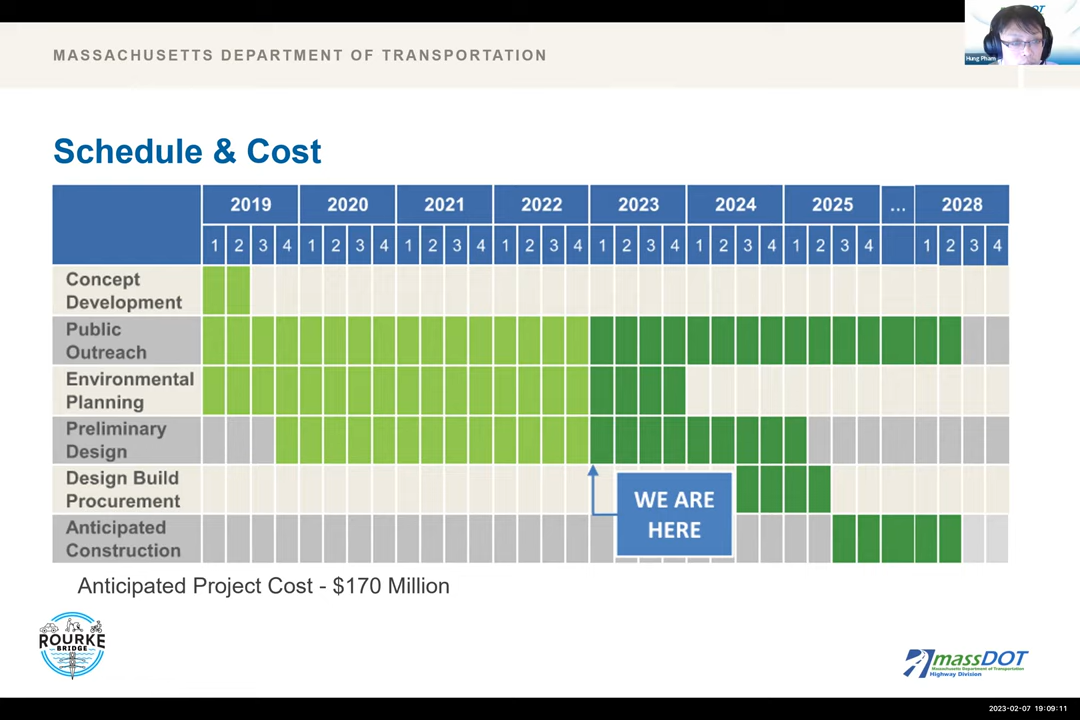 MASSACHUSETTS DEPARTMENT OF TRANSPORTATION
Hung Pham
Schedule & Cost
2019 2020 2021 2022 2023 2024 2025 ... 2028
1 2 3 4 1 2 3 4 1 2 3 4 1 2 3 4 1 2 3 4 1 2 3 4 1 2 3 4 1 2 3 4
Concept
Development
Public
Outreach
Environmental
Planning
Preliminary
Design
Design Build
Procurement
WE ARE
HERE
Anticipated
Construction
Anticipated Project Cost - $170 Million
ROURKE
BRIDGE
massDOT
Massachusetts Department of Transportation
Highway Division
2023-02-07 19:09:11